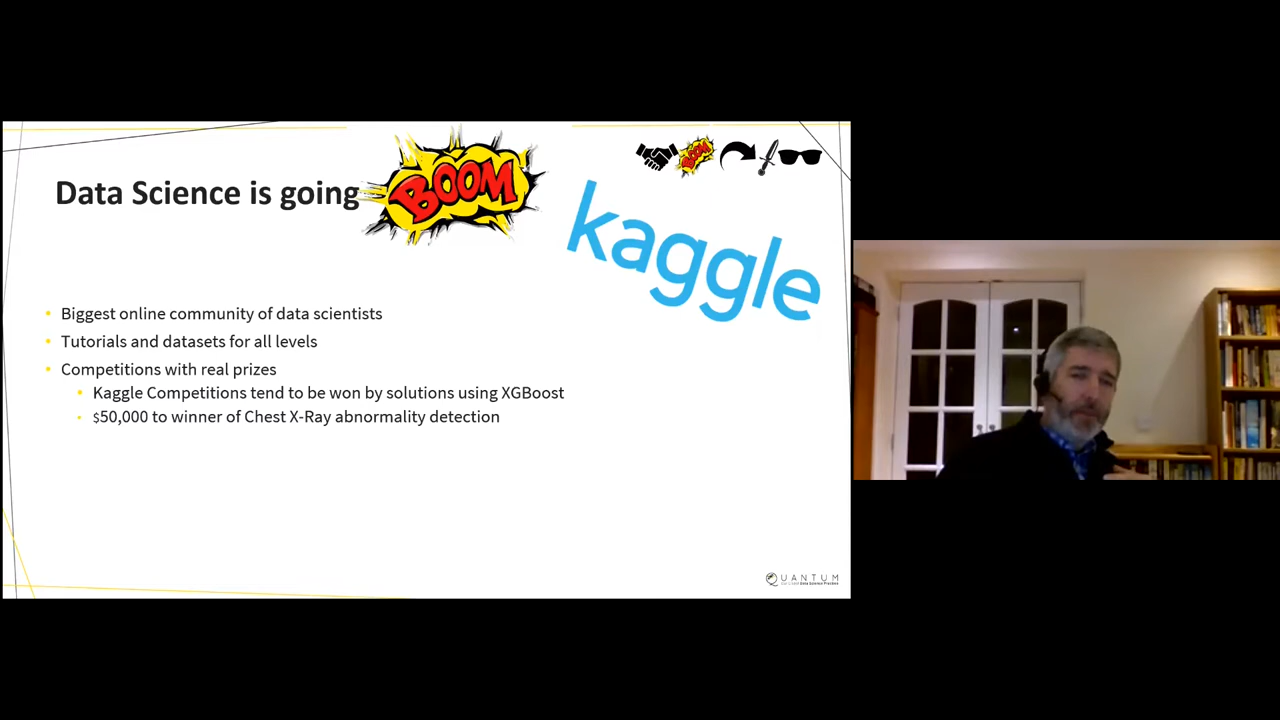 Data Science is going
BOOM
BOOM
kaggle
Biggest online community of data scientists
Tutorials and datasets for all levels
Competitions with real prizes
Kaggle Competitions tend to be won by solutions using XGBoost
$50,000 to winner of Chest X-Ray abnormality detection
QUANTUM